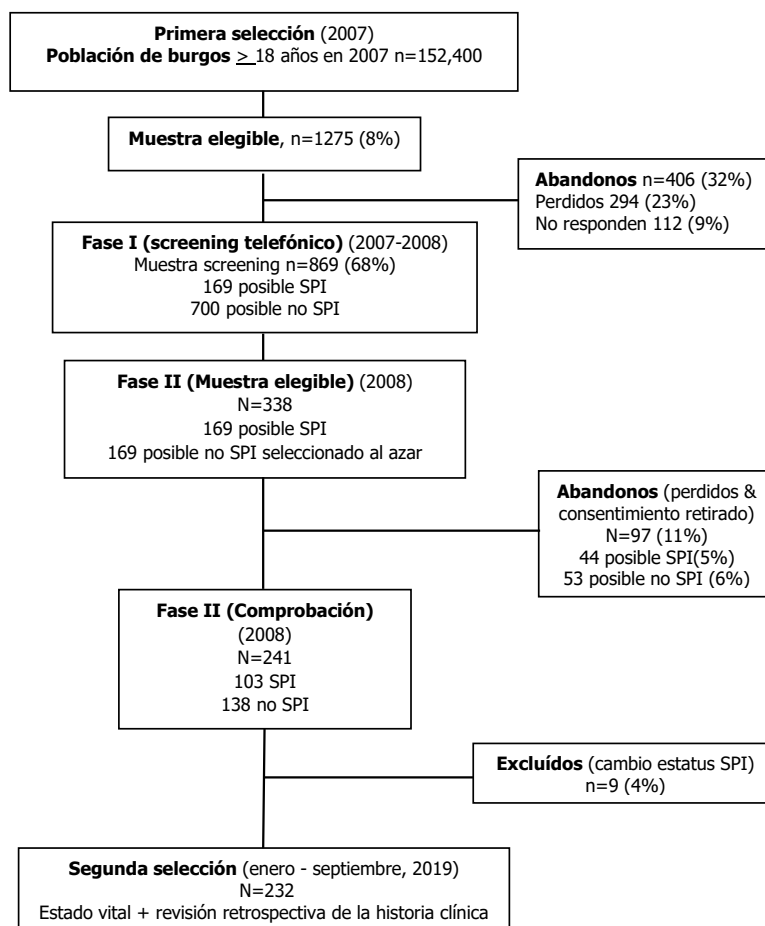 Primera selección (2007)
Población de burgos > 18 años en 2007 n=152,400
Muestra elegible, n=1275 (8%)
Abandonos n=406 (32%)
Perdidos 294 (23%)
No responden 112 (9%)
Fase I (screening telefónico) (2007-2008)
Muestra screening n=869 (68%)
169 posible SPI
700 posible no SPI
Fase II (Muestra elegible) (2008)
N=338
169 posible SPI
169 posible no SPI seleccionado al azar
Abandonos (perdidos &
consentimiento retirado)
N=97 (11%)
44 posible SPI(5%)
53 posible no SPI (6%)
Fase II (Comprobación)
(2008)
N=241
103 SPI
138 no SPI
Excluídos (cambio estatus SPI)
n=9 (4%)
Segunda selección (enero - septiembre, 2019)
N=232
Estado vital + revisión retrospectiva de la historia clínica